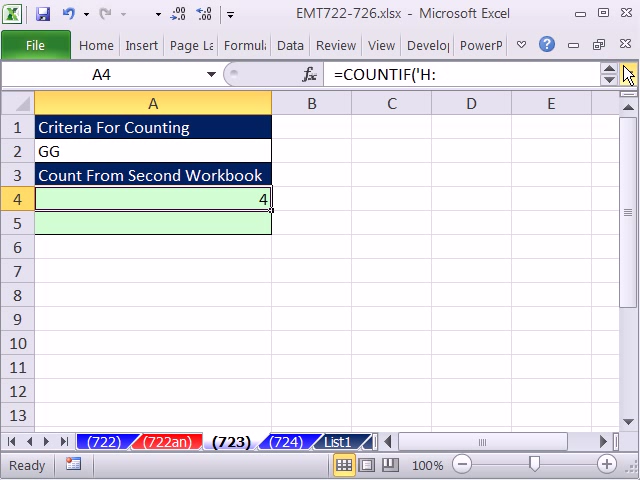 EMT722-726.xlsx - Microsoft Excel
File Home Insert Page La Formula Data Review View Develop PowerP
A4 fx =COUNTIF('H:
A B C D E
1 Criteria For Counting
2 GG
3 Count From Second Workbook
4 4
5
6
7
8
9
10
11
12
13
(722) (722an) (723) (724) List1
Ready 100%